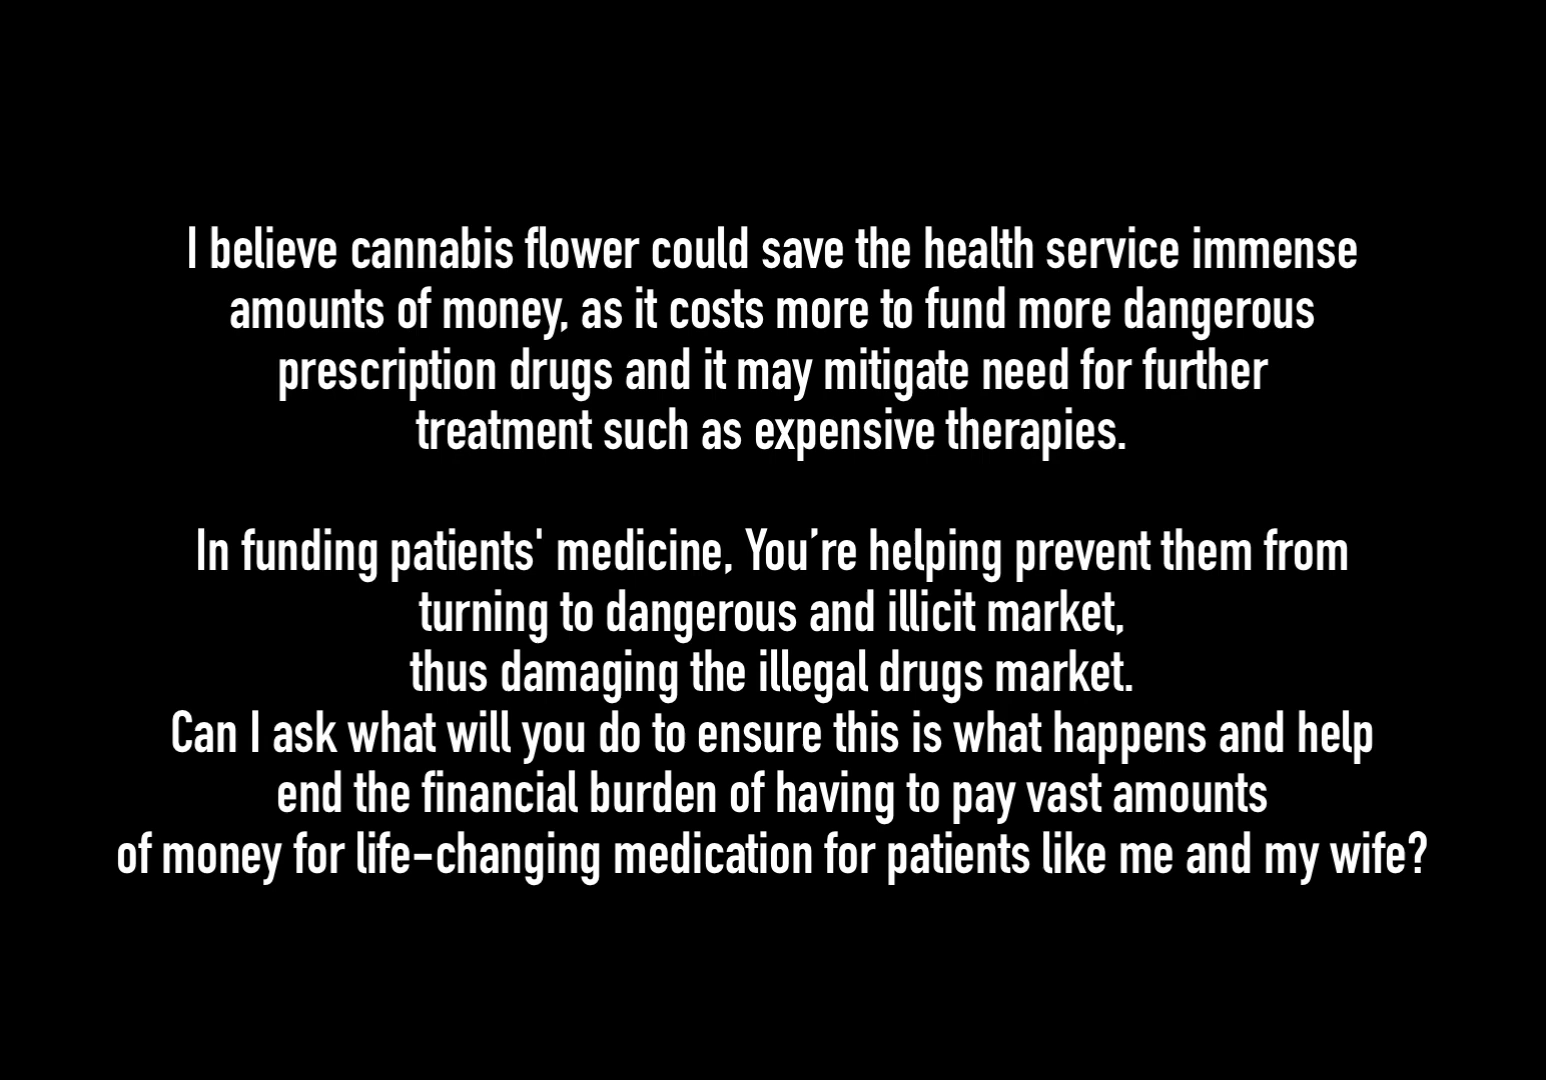 I believe cannabis flower could save the health service immense
amounts of money, as it costs more to fund more dangerous
prescription drugs and it may mitigate need for further
treatment such as expensive therapies.
In funding patients' medicine, You’re helping prevent them from
turning to dangerous and illicit market,
thus damaging the illegal drugs market.
Can I ask what will you do to ensure this is what happens and help
end the financial burden of having to pay vast amounts
of money for life-changing medication for patients like me and my wife?